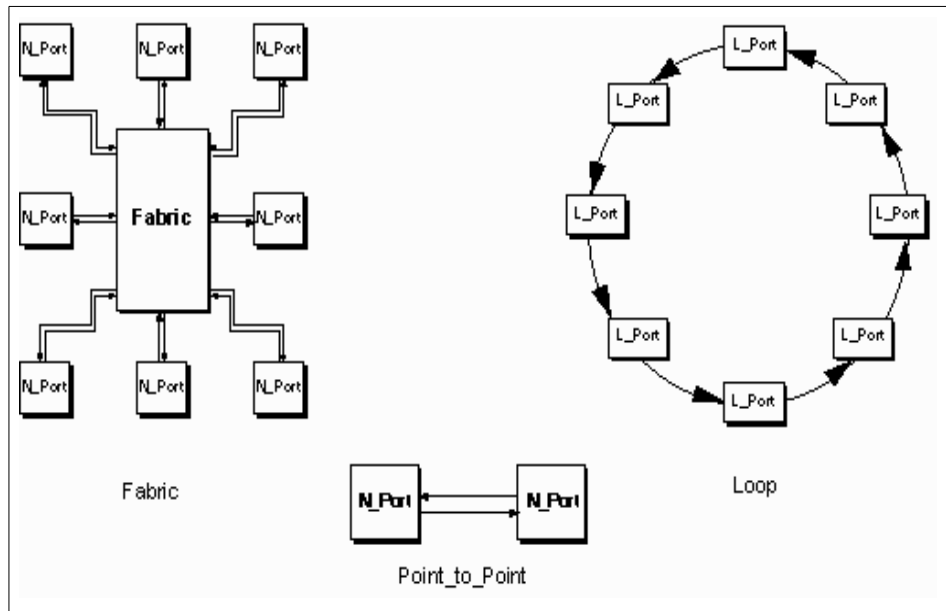 N_Port N_Port N_Port
N_Port Fabric N_Port
N_Port N_Port N_Port
Fabric
L_Port
L_Port L_Port
L_Port L_Port
L_Port L_Port
L_Port
Loop
N_Port N_Port
Point_to_Point